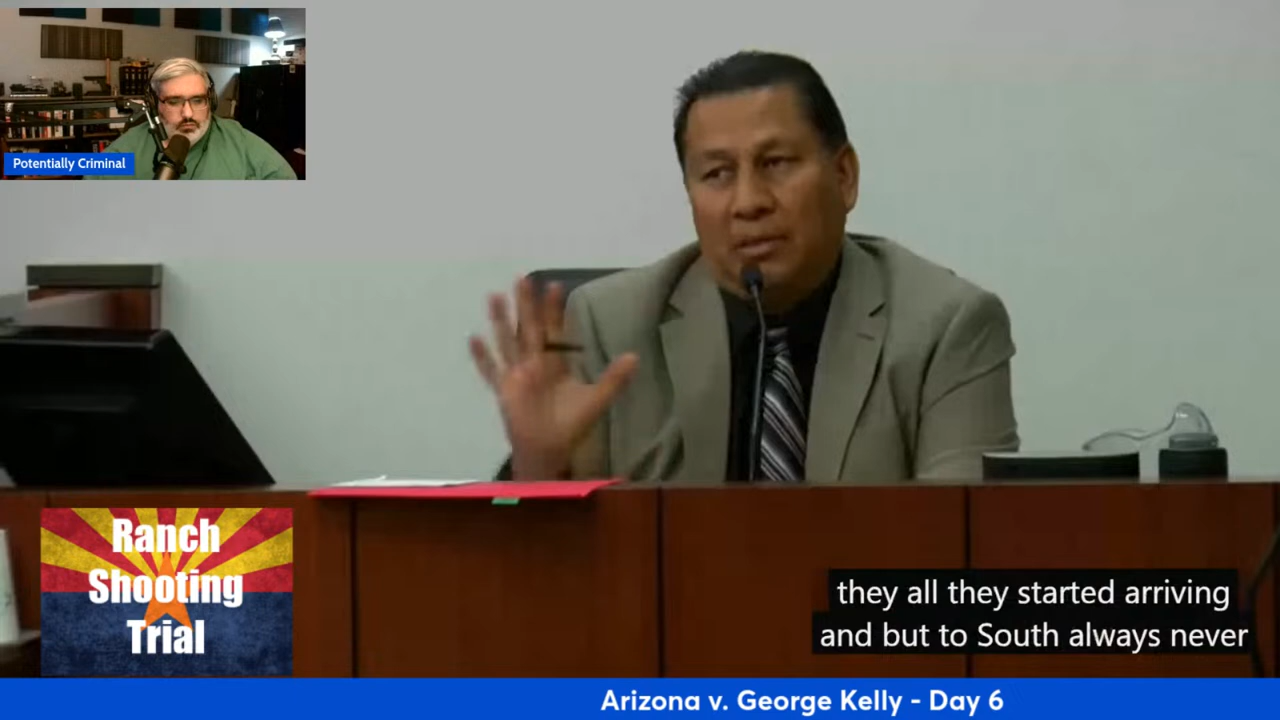 Potentially Criminal
Ranch
Shooting
Trial
they all they started arriving
and but to South always never
Arizona v. George Kelly - Day 6